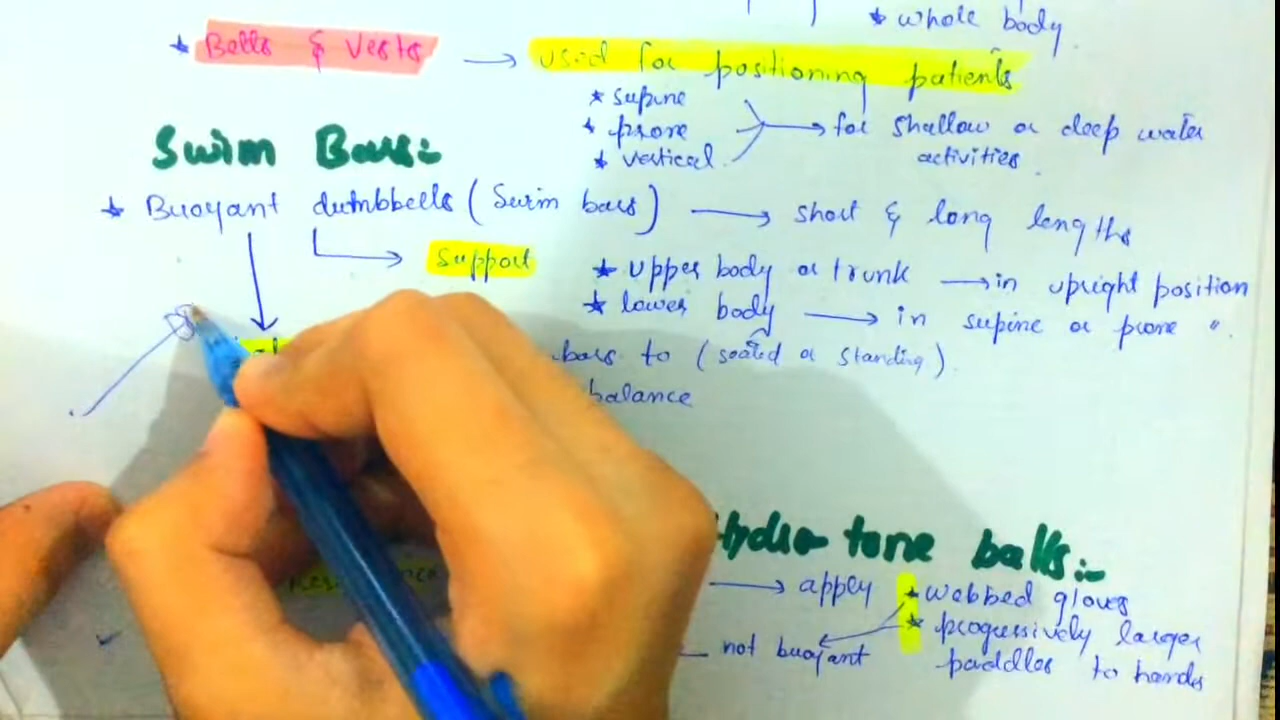 ★ whole body
★ Belts & Vests → used for positioning patients
★ supine
★ prone → for shallow or deep water
★ vertical activities
Swim Bars:-
★ Buoyant dumbbells (Swim bars) → short & long lengths
→ support ★ upper body or trunk → in upright position
★ lower body → in supine or prone "
bars to (seated or standing)
balance
Hydro-tone balls:-
→ apply ★ webbed gloves
★ progressively larger
not buoyant paddles to hands